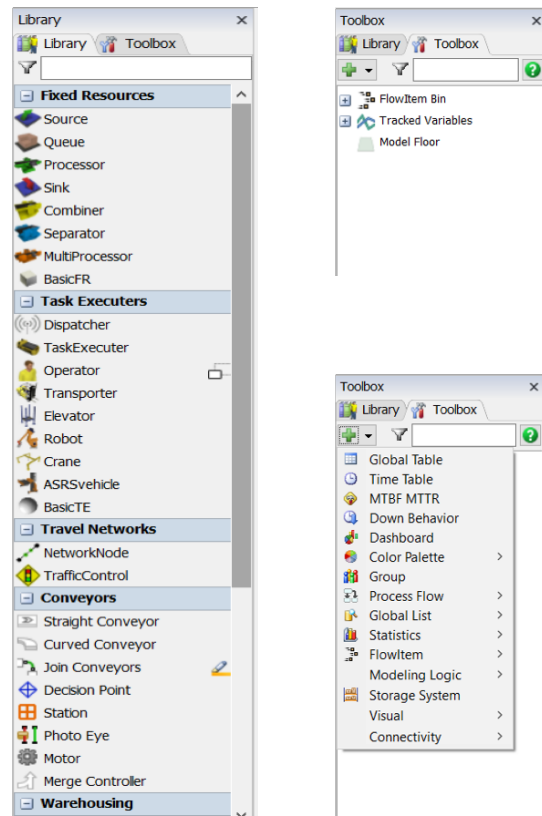 Library
Library
Toolbox
Fixed Resources
Source
Queue
Processor
Sink
Combiner
Separator
MultiProcessor
BasicFR
Task Executers
Dispatcher
TaskExecuter
Operator
Transporter
Elevator
Robot
Crane
ASRSvehicle
BasicTE
Travel Networks
NetworkNode
TrafficControl
Conveyors
Straight Conveyor
Curved Conveyor
Join Conveyors
Decision Point
Station
Photo Eye
Motor
Merge Controller
Warehousing
Toolbox
Library
Toolbox
FlowItem Bin
Tracked Variables
Model Floor
Toolbox
Library
Toolbox
Global Table
Time Table
MTBF MTTR
Down Behavior
Dashboard
Color Palette
Group
Process Flow
Global List
Statistics
FlowItem
Modeling Logic
Storage System
Visual
Connectivity